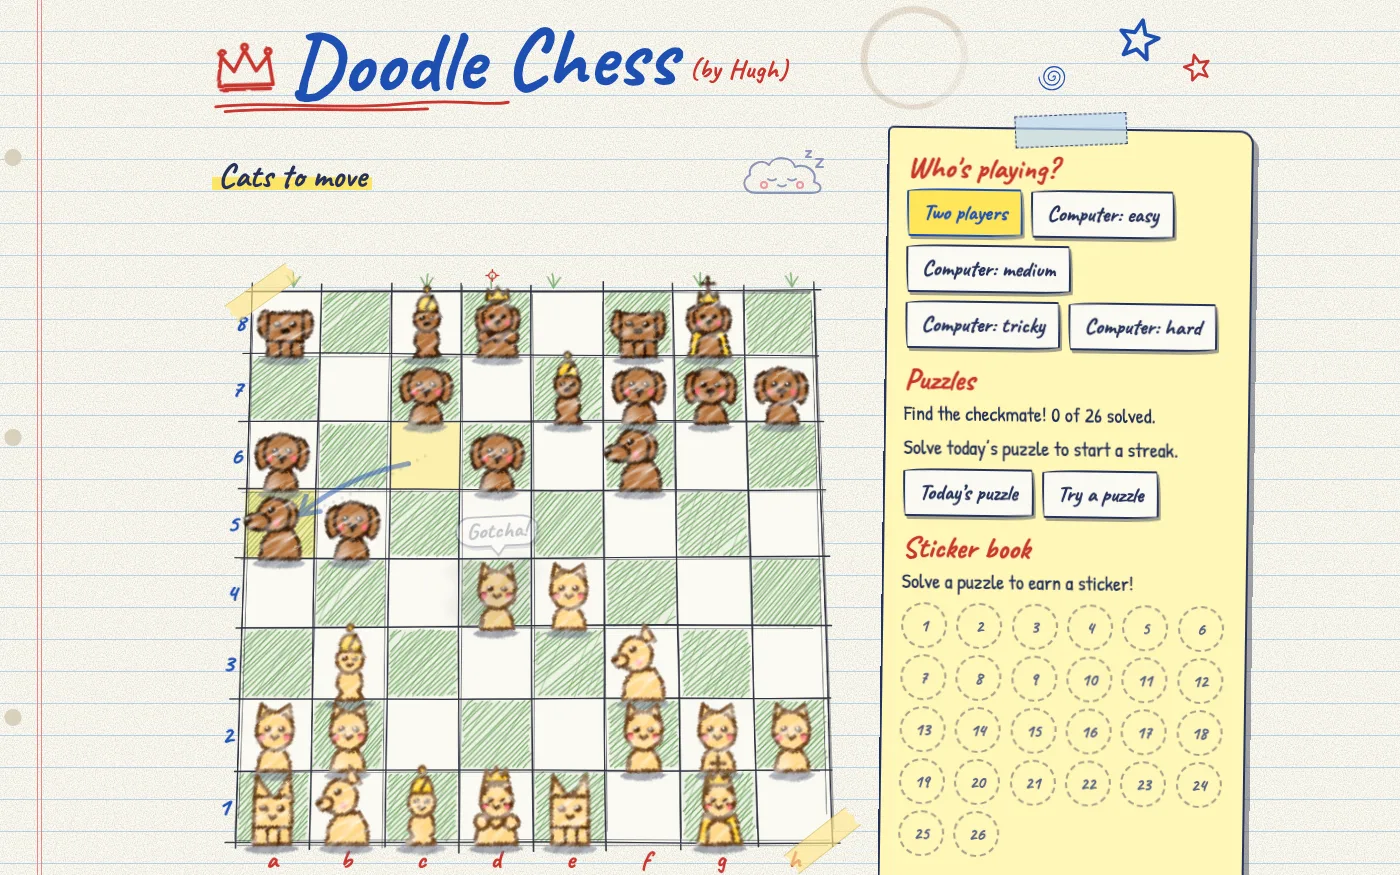 Doodle Chess (by Hugh)
Cats to move
z z
Who's playing?
Two players
Computer: easy
Computer: medium
Computer: tricky
Computer: hard
Puzzles
Find the checkmate! 0 of 26 solved.
Solve today's puzzle to start a streak.
Today's puzzle
Try a puzzle
Sticker book
Solve a puzzle to earn a sticker!
1 2 3 4 5 6
7 8 9 10 11 12
13 14 15 16 17 18
19 20 21 22 23 24
25 26
8
7
6
5
Gotcha!
4
3
2
1
a b c d e f g h